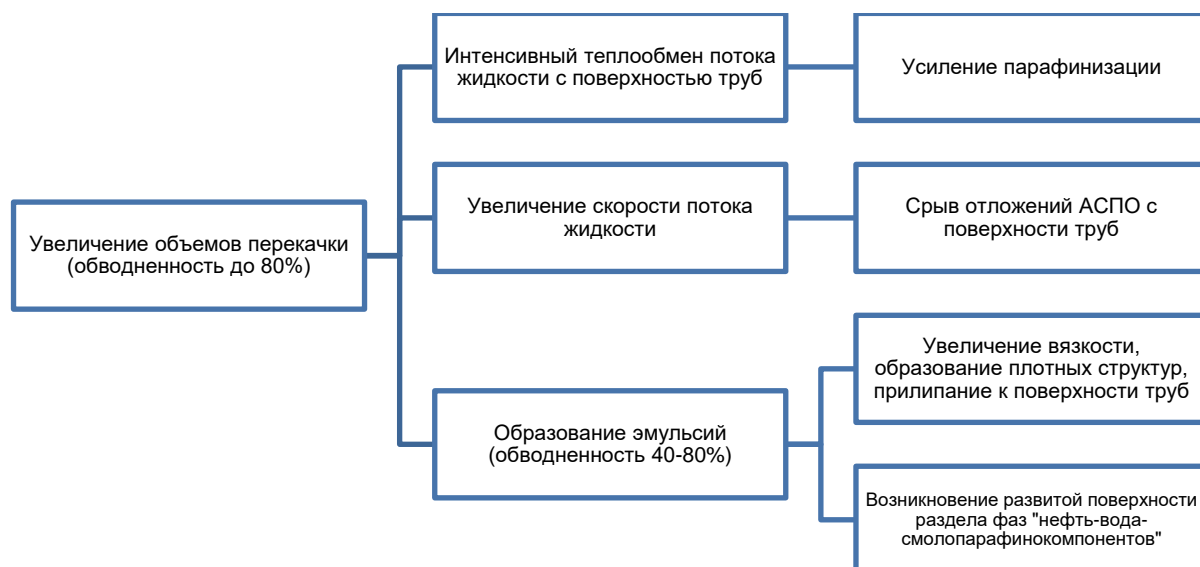 Увеличение объемов перекачки
(обводненность до 80%)
Интенсивный теплообмен потока
жидкости с поверхностью труб
Усиление парафинизации
Увеличение скорости потока
жидкости
Срыв отложений АСПО с
поверхности труб
Образование эмульсий
(обводненность 40-80%)
Увеличение вязкости,
образование плотных структур,
прилипание к поверхности труб
Возникновение развитой поверхности
раздела фаз "нефть-вода-
смолопарафинокомпонентов"